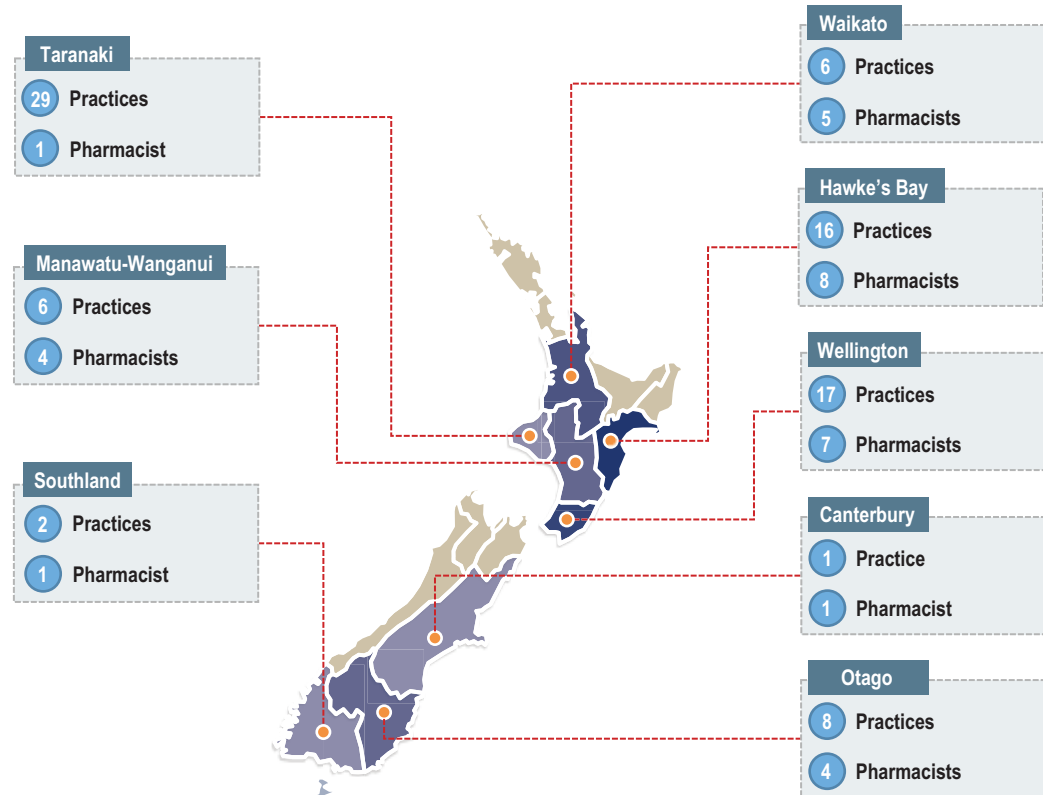 Taranaki
29 Practices
1 Pharmacist
Manawatu-Wanganui
6 Practices
4 Pharmacists
Southland
2 Practices
1 Pharmacist
Waikato
6 Practices
5 Pharmacists
Hawke's Bay
16 Practices
8 Pharmacists
Wellington
17 Practices
7 Pharmacists
Canterbury
1 Practice
1 Pharmacist
Otago
8 Practices
4 Pharmacists